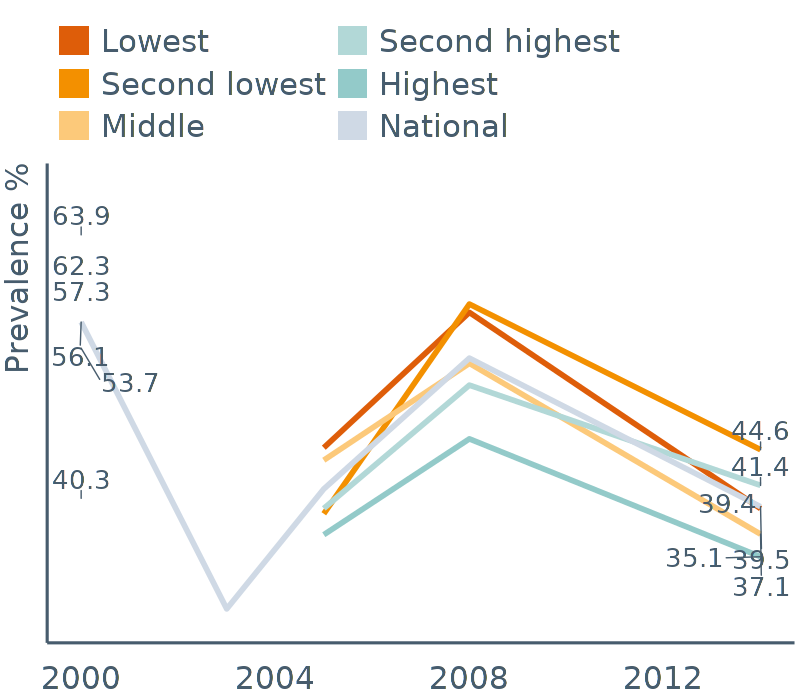 Lowest
Second lowest
Middle
Second highest
Highest
National
Prevalence %
63.9
62.3
57.3
56.1
53.7
40.3
44.6
41.4
39.4
35.1
39.5
37.1
2000
2004
2008
2012